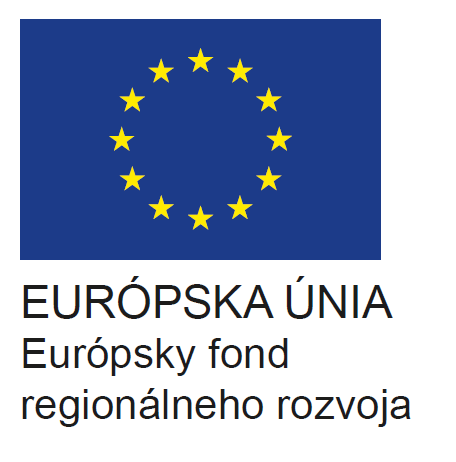 EURÓPSKA ÚNIA
Európsky fond
regionálneho rozvoja